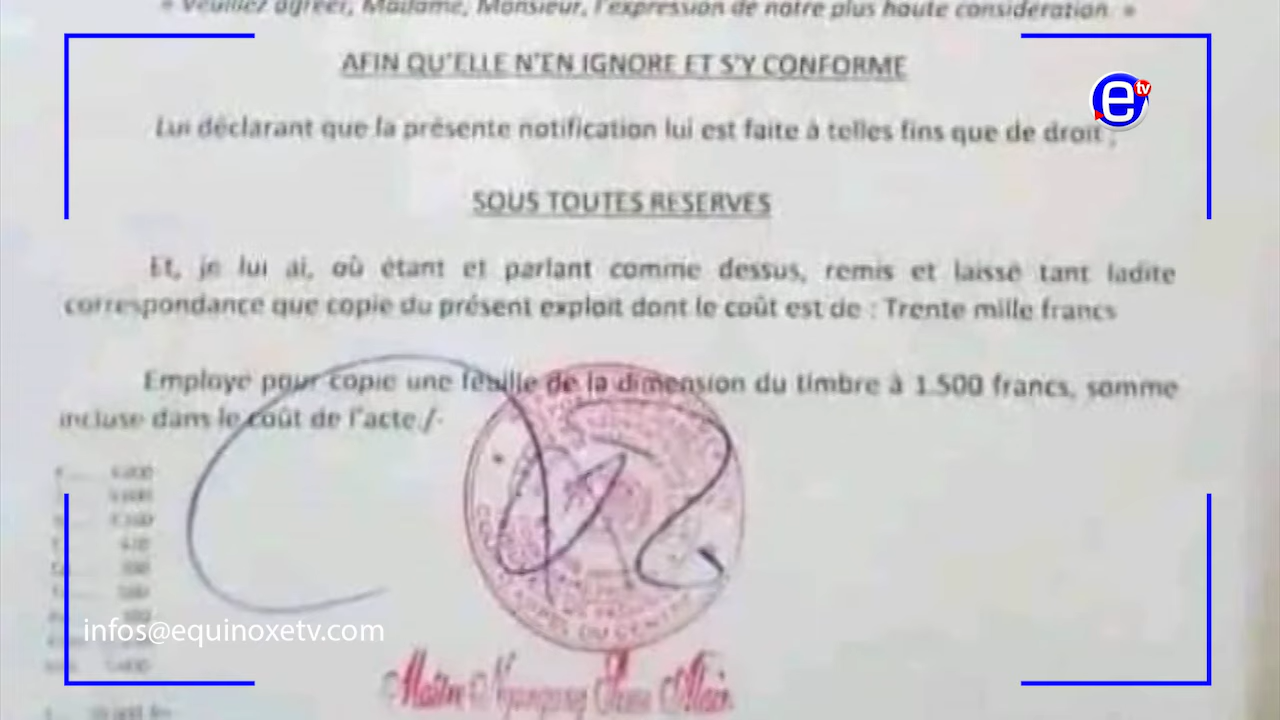 « Veuillez agréer, Madame, Monsieur, l'expression de notre plus haute considération. »
AFIN QU'ELLE N'EN IGNORE ET S'Y CONFORME
e tv
Lui déclarant que la présente notification lui est faite à telles fins que de droit ;
SOUS TOUTES RESERVES
Et, je lui ai, où étant et parlant comme dessus, remis et laissé tant ladite
correspondance que copie du présent exploit dont le coût est de : Trente mille francs
Employé pour copie une feuille de la dimension du timbre à 1.500 francs, somme
incluse dans le coût de l'acte./-
infos@equinoxetv.com
Maître